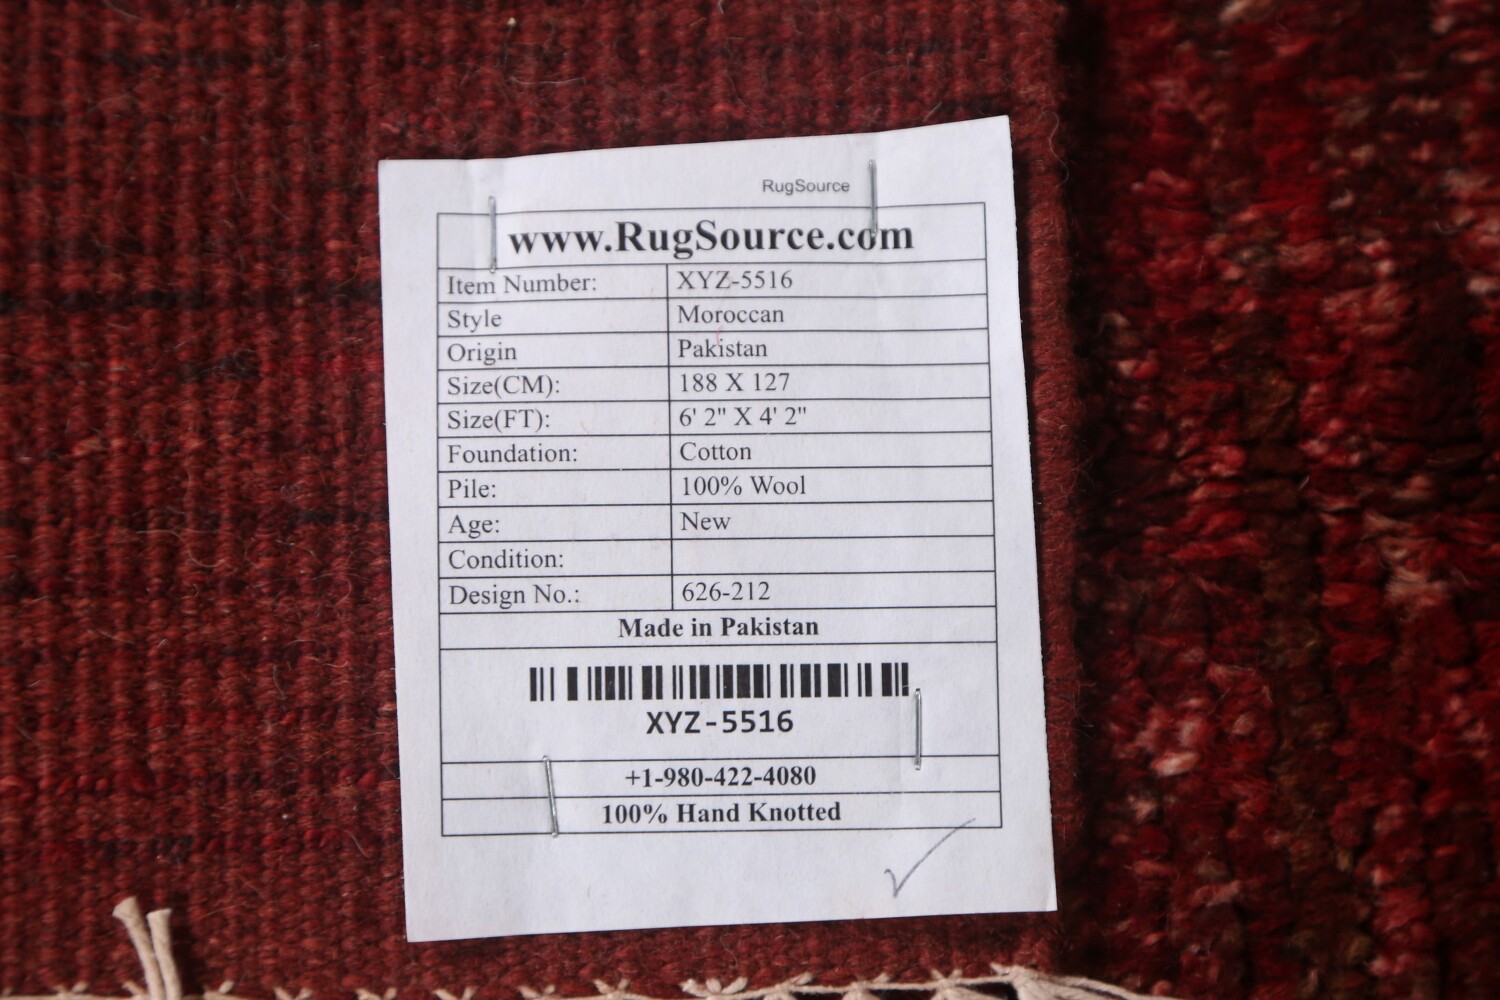 RugSource
www.RugSource.com
Item Number: XYZ-5516
Style Moroccan
Origin Pakistan
Size(CM): 188 X 127
Size(FT): 6' 2" X 4' 2"
Foundation: Cotton
Pile: 100% Wool
Age: New
Condition:
Design No.: 626-212
Made in Pakistan
XYZ-5516
+1-980-422-4080
100% Hand Knotted